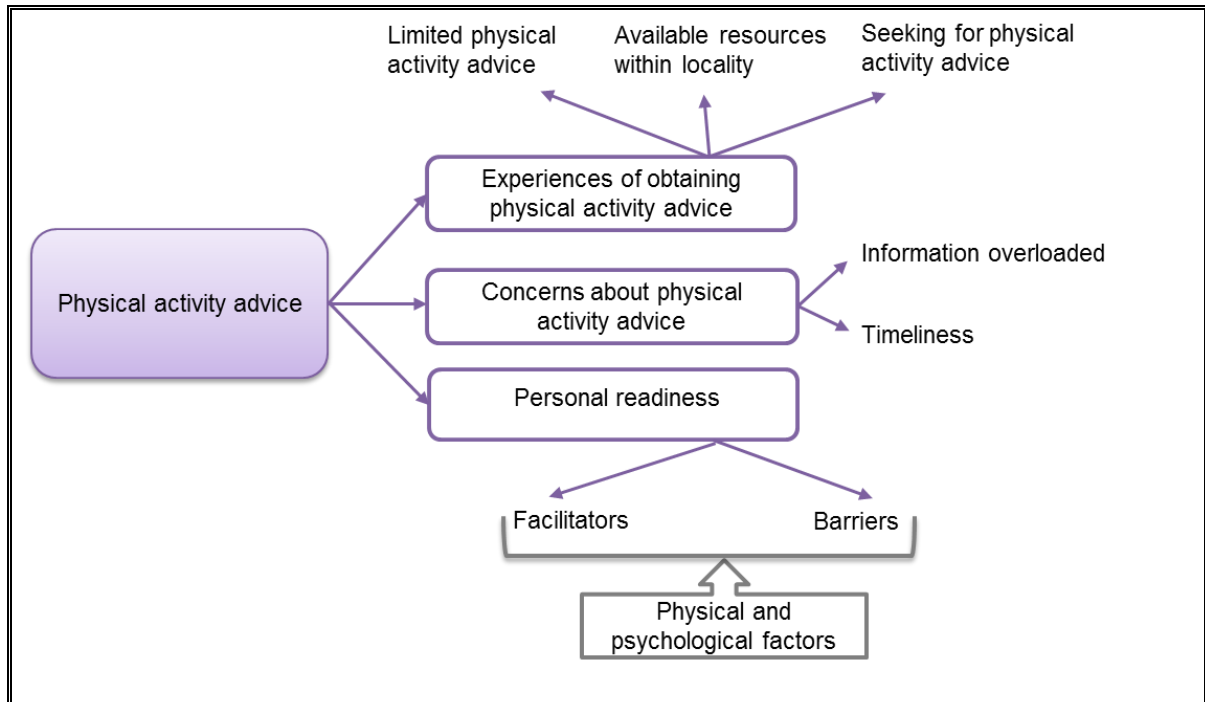 Limited physical
activity advice
Available resources
within locality
Seeking for physical
activity advice
Experiences of obtaining
physical activity advice
Physical activity advice
Concerns about physical
activity advice
Information overloaded
Timeliness
Personal readiness
Facilitators
Barriers
Physical and
psychological factors